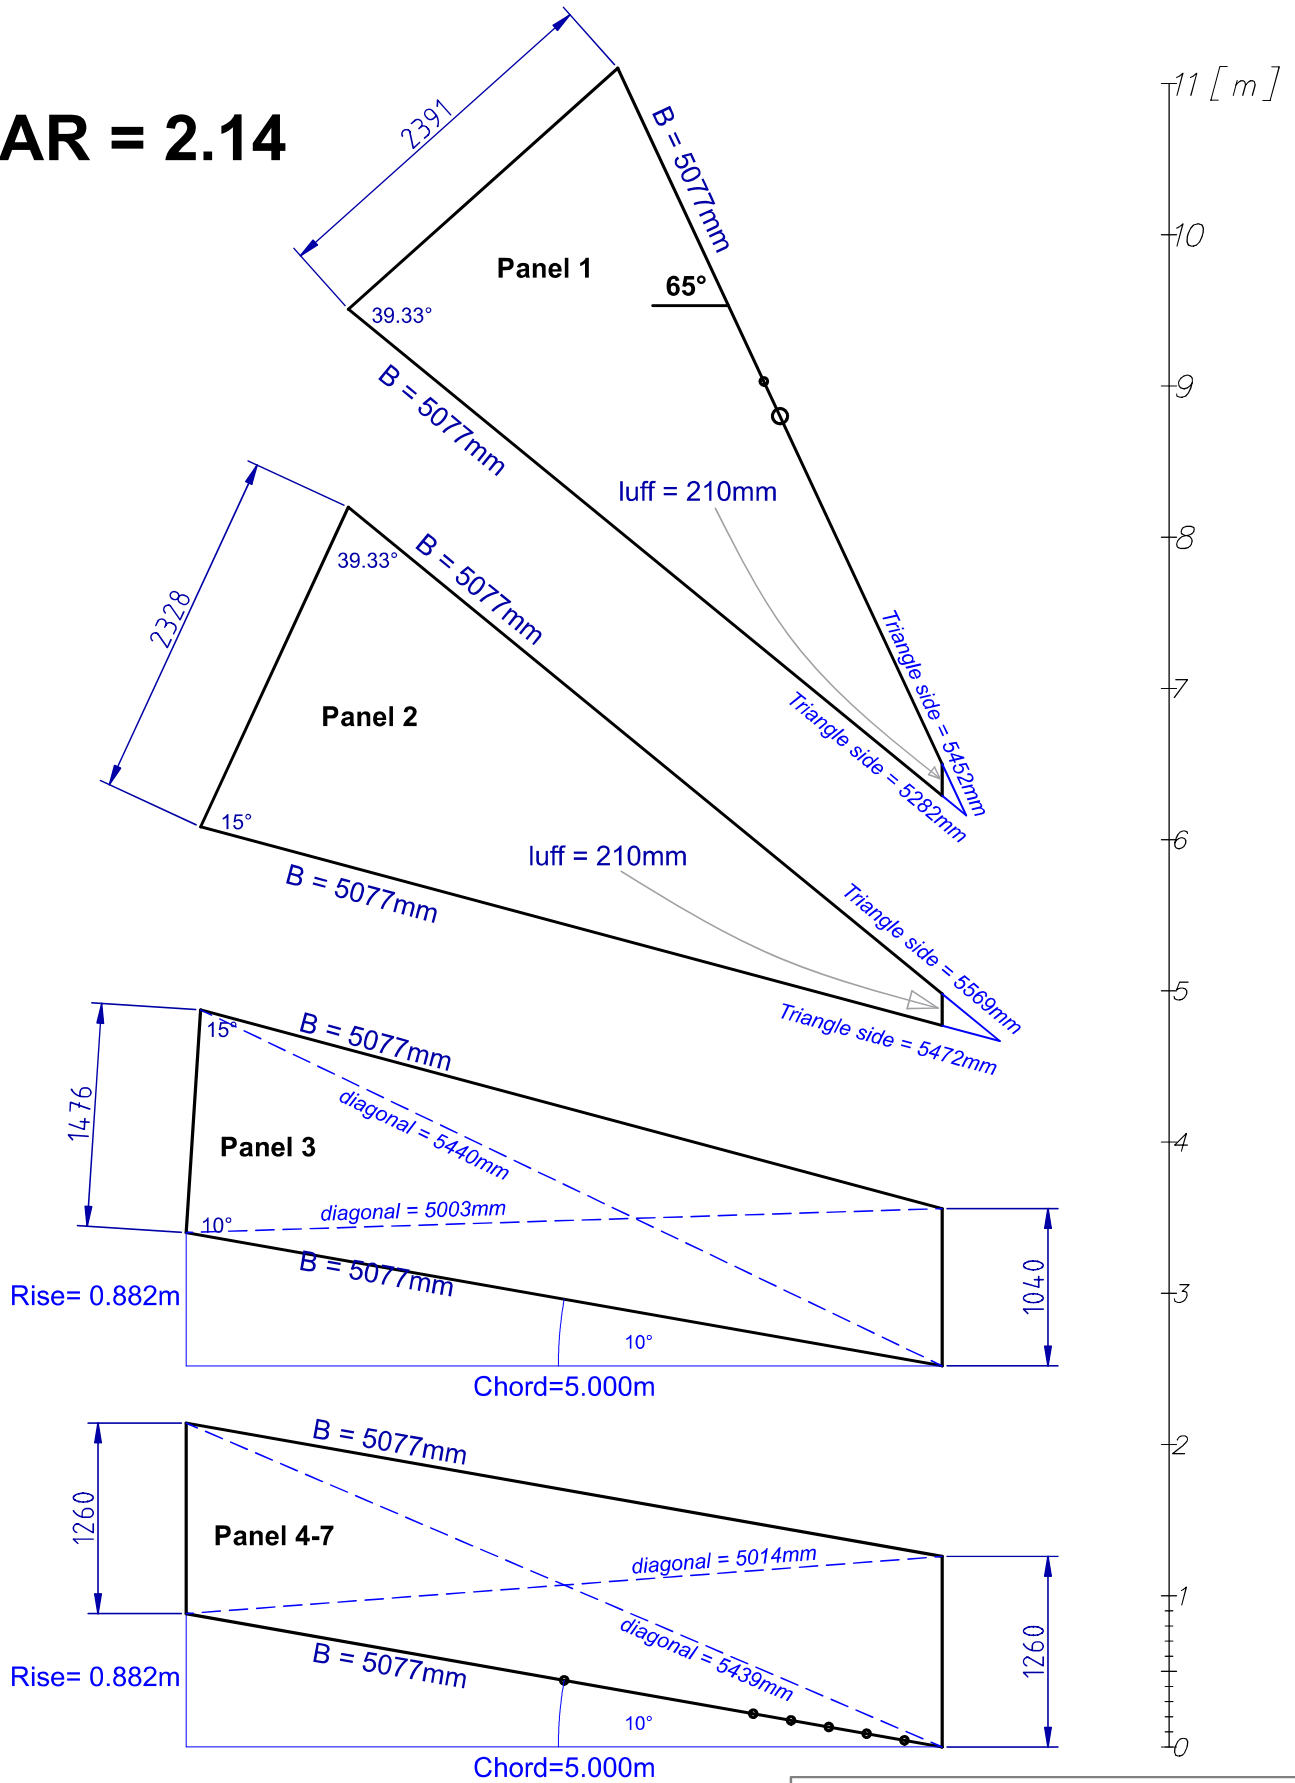 AR = 2.14
2391
B = 5077mm
Panel 1
65°
39.33°
B = 5077mm
luff = 210mm
Triangle side = 5452mm
Triangle side = 5282mm
2328
39.33°
B = 5077mm
Panel 2
15°
B = 5077mm
luff = 210mm
Triangle side = 5569mm
Triangle side = 5472mm
1476
15°
B = 5077mm
diagonal = 5440mm
Panel 3
diagonal = 5003mm
10°
B = 5077mm
Rise= 0.882m
10°
1040
Chord=5.000m
B = 5077mm
1260
Panel 4-7
diagonal = 5014mm
diagonal = 5439mm
B = 5077mm
Rise= 0.882m
10°
1260
Chord=5.000m
11 [m]
10
9
8
7
6
5
4
3
2
1
0